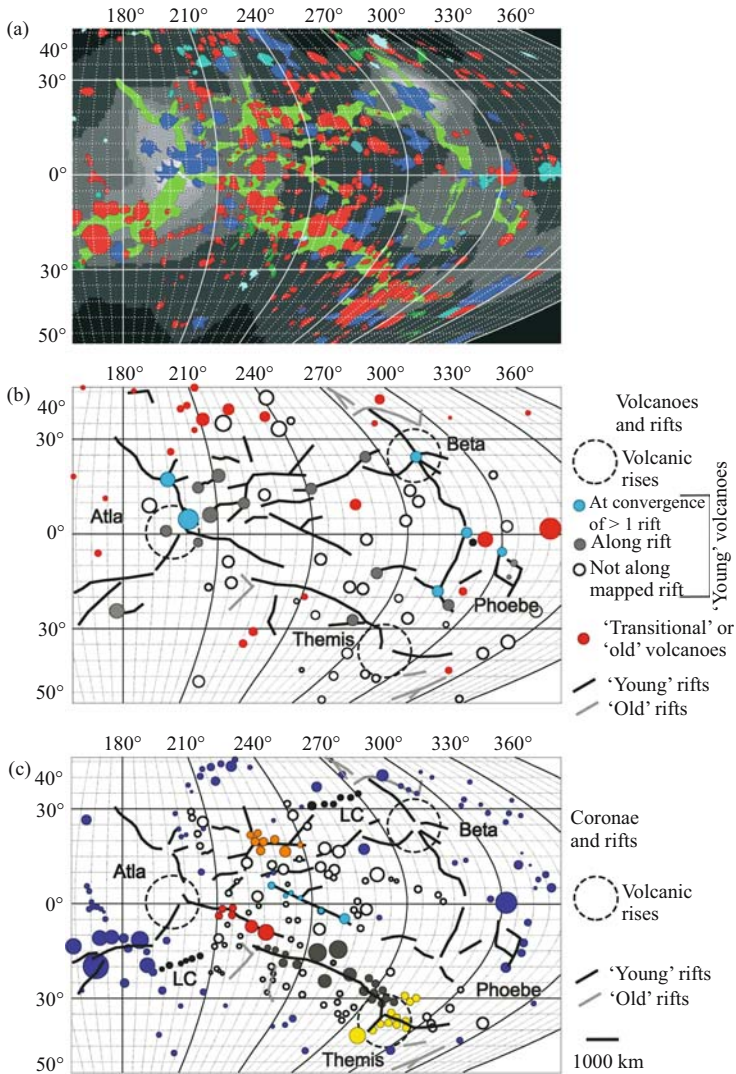 (a)
180° 210° 240° 270° 300° 330° 360°
40°
30°
0°
30°
50°
(b)
180° 210° 240° 270° 300° 330° 360°
40°
30°
0°
30°
50°
Beta
Atla
Phoebe
Themis
Volcanoes
and rifts
Volcanic
rises
At convergence
of > 1 rift
Along rift
Not along
mapped rift
'Young' volcanoes
'Transitional' or
'old' volcanoes
'Young' rifts
'Old' rifts
(c)
180° 210° 240° 270° 300° 330° 360°
40°
30°
0°
30°
50°
LC
Beta
Atla
LC
Phoebe
Themis
Coronae
and rifts
Volcanic
rises
'Young' rifts
'Old' rifts
1000 km